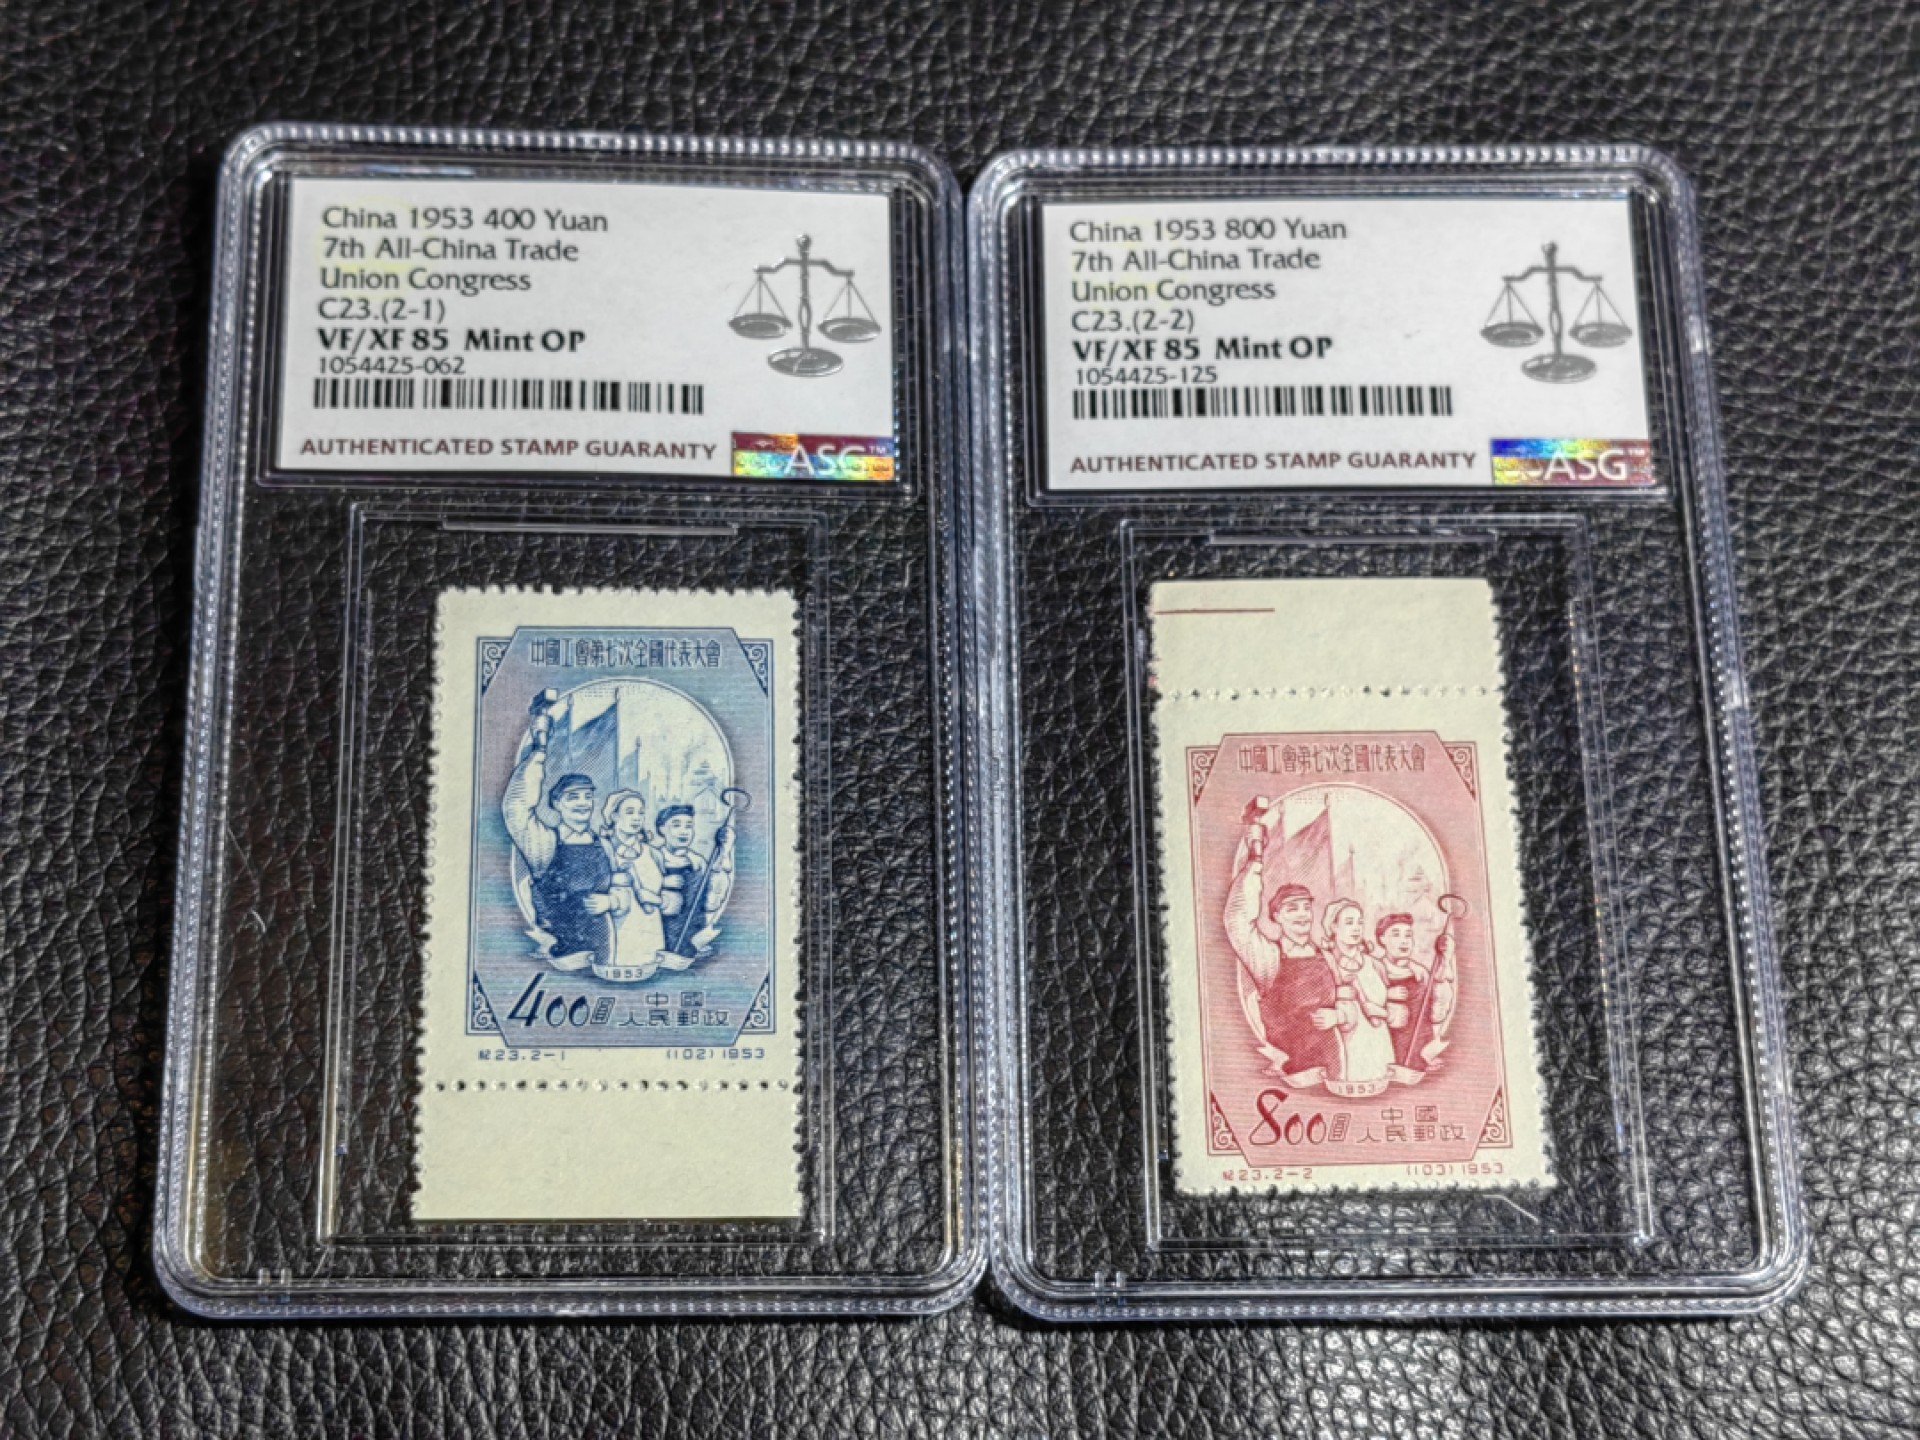 China 1953 400 Yuan
7th All-China Trade
Union Congress
C23.(2-1)
VF/XF 85 Mint OP
1054425-062
AUTHENTICATED STAMP GUARANTY
ASG™
中國工會第七次全國代表大會
1953
400圓
中國
人民郵政
紀23.2-1 (102)1953
China 1953 800 Yuan
7th All-China Trade
Union Congress
C23.(2-2)
VF/XF 85 Mint OP
1054425-125
AUTHENTICATED STAMP GUARANTY
ASG™
中國工會第七次全國代表大會
1953
800圓
中國
人民郵政
紀23.2-2 (103)1953